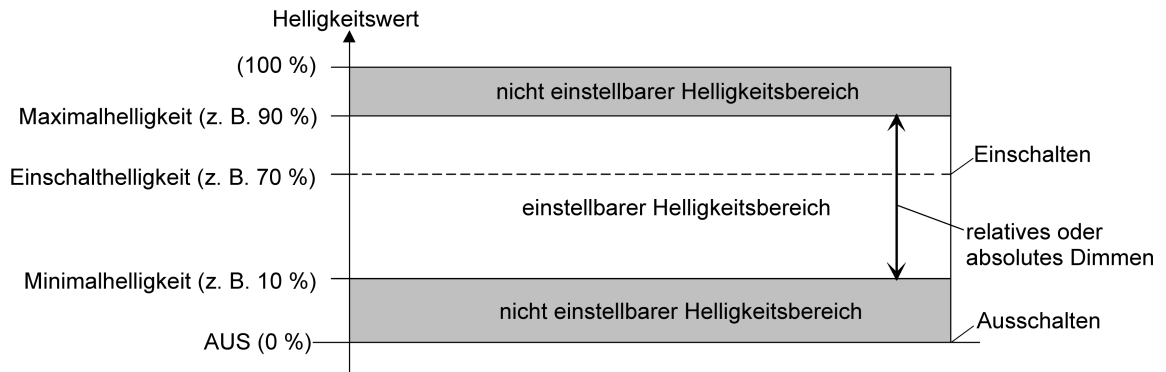 Helligkeitswert
(100 %)
nicht einstellbarer Helligkeitsbereich
Maximalhelligkeit (z. B. 90 %)
Einschalten
Einschalthelligkeit (z. B. 70 %)
einstellbarer Helligkeitsbereich
relatives oder
absolutes Dimmen
Minimalhelligkeit (z. B. 10 %)
nicht einstellbarer Helligkeitsbereich
Ausschalten
AUS (0 %)